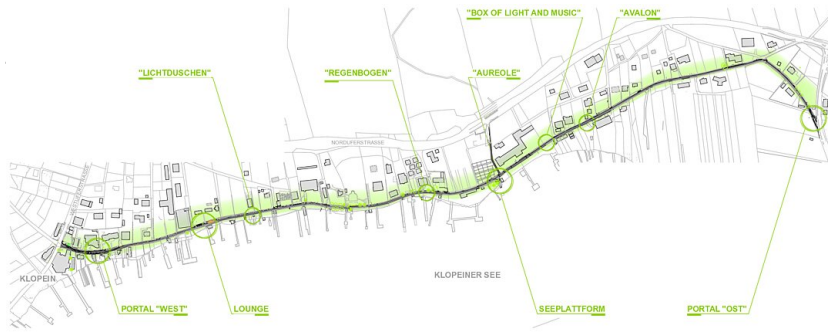 "BOX OF LIGHT AND MUSIC"
"AVALON"
"LICHTDUSCHEN"
"REGENBOGEN"
"AUREOLE"
NORDUFERSTRASSE
KLOPEIN
KLOPEINER SEE
PORTAL "WEST"
LOUNGE
SEEPLATTFORM
PORTAL "OST"